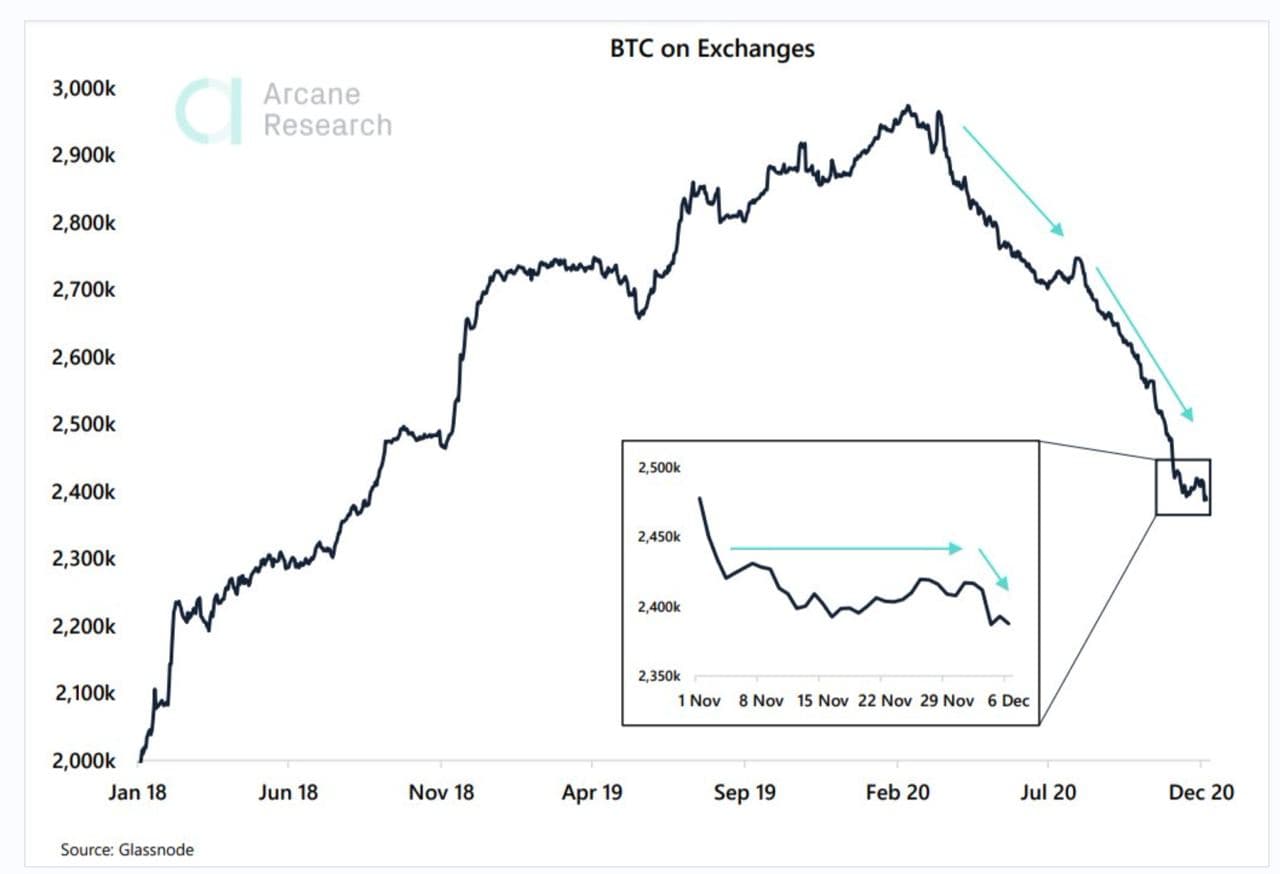 BTC on Exchanges
Arcane
Research
3,000k
2,900k
2,800k
2,700k
2,600k
2,500k
2,400k
2,300k
2,200k
2,100k
2,000k
Jan 18 Jun 18 Nov 18 Apr 19 Sep 19 Feb 20 Jul 20 Dec 20
2,500k
2,450k
2,400k
2,350k
1 Nov 8 Nov 15 Nov 22 Nov 29 Nov 6 Dec
Source: Glassnode